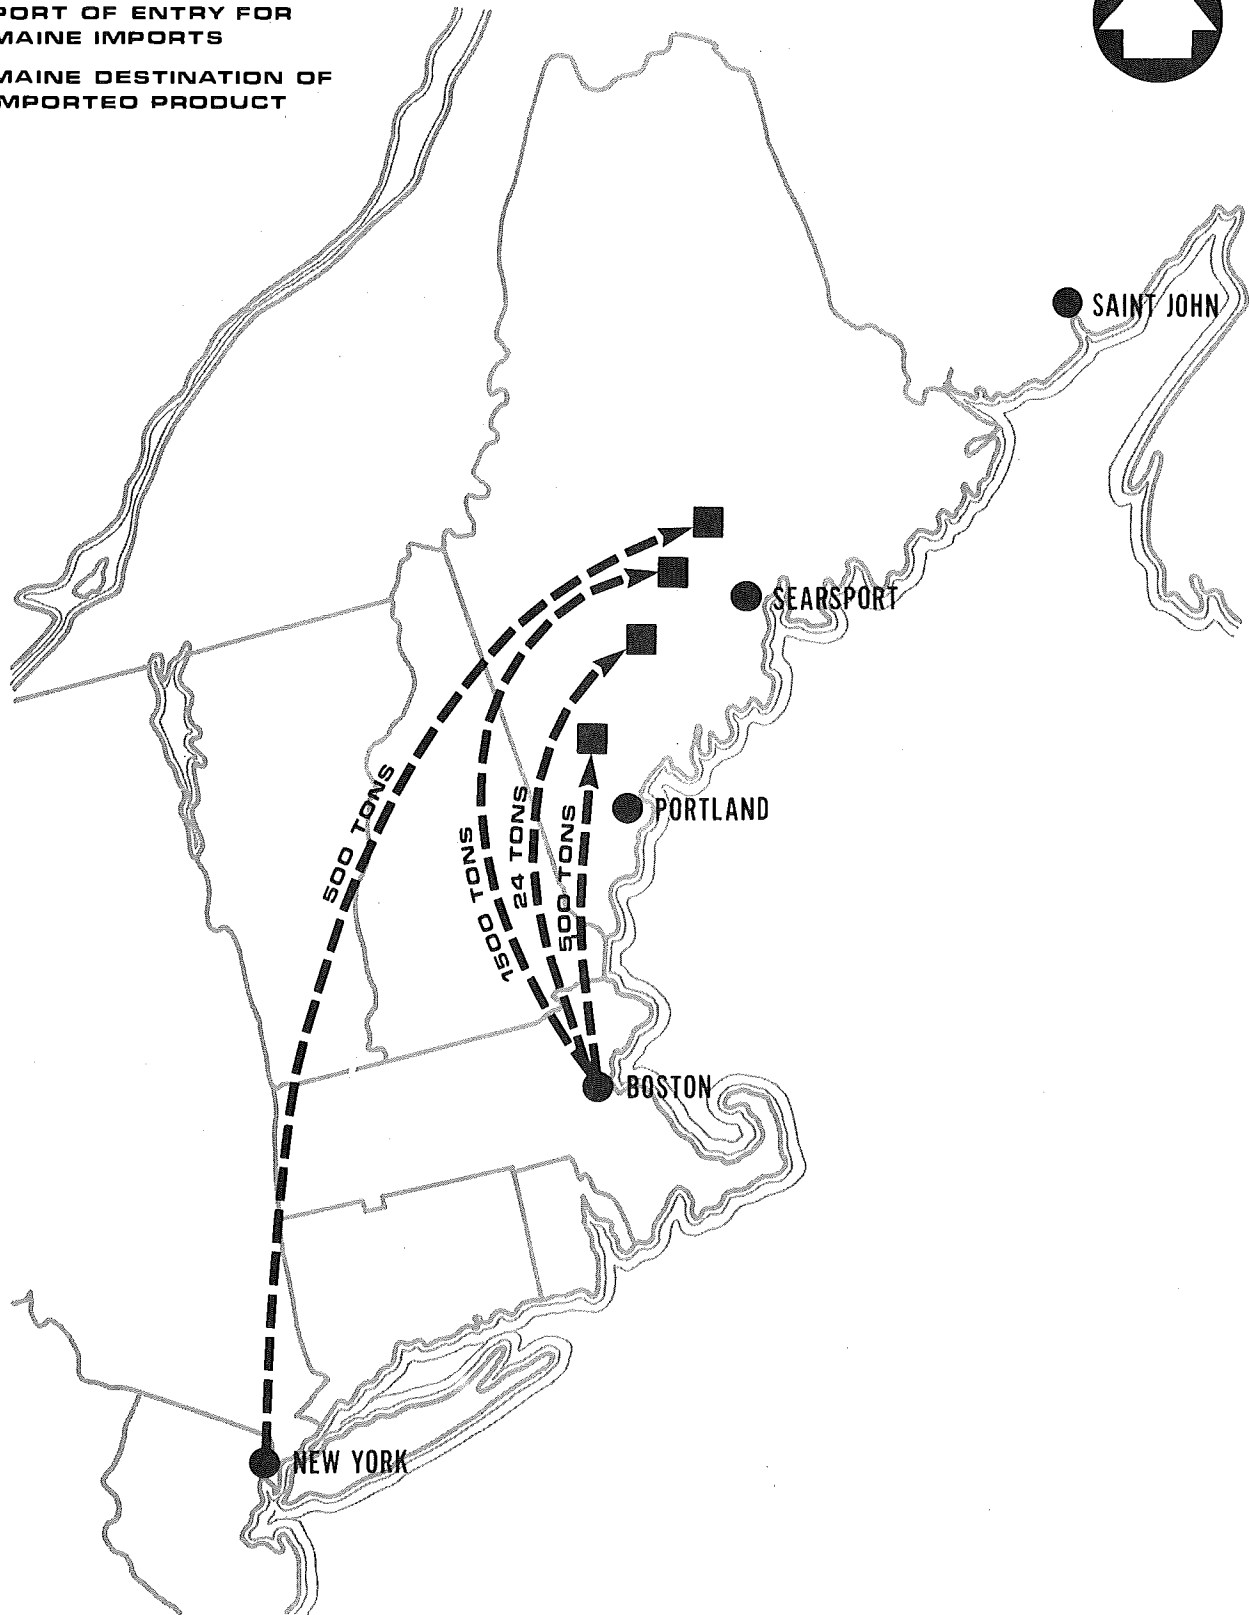 PORT OF ENTRY FOR
MAINE IMPORTS
MAINE DESTINATION OF
IMPORTED PRODUCT
SAINT JOHN
SEARSPORT
PORTLAND
500 TONS
1500 TONS
24 TONS
500 TONS
BOSTON
NEW YORK